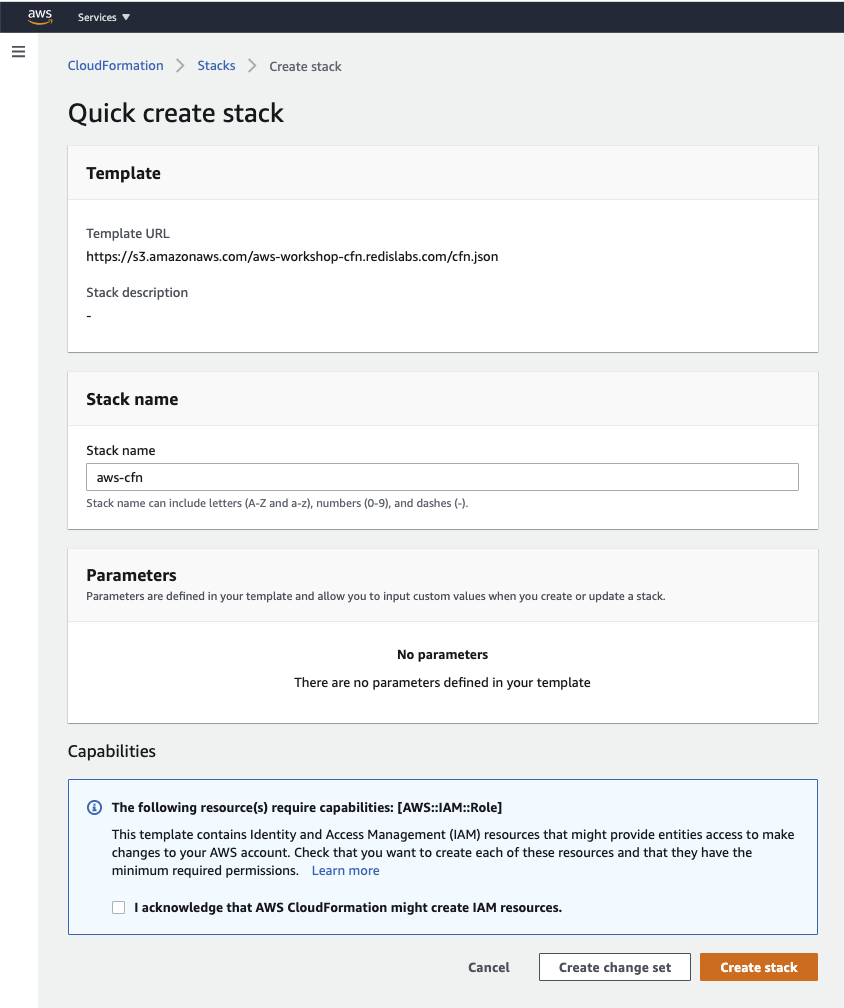 aws
Services
CloudFormation Stacks Create stack
Quick create stack
Template
Template URL
https://s3.amazonaws.com/aws-workshop-cfn.redislabs.com/cfn.json
Stack description
-
Stack name
Stack name
aws-cfn
Stack name can include letters (A-Z and a-z), numbers (0-9), and dashes (-).
Parameters
Parameters are defined in your template and allow you to input custom values when you create or update a stack.
No parameters
There are no parameters defined in your template
Capabilities
The following resource(s) require capabilities: [AWS::IAM::Role]
This template contains Identity and Access Management (IAM) resources that might provide entities access to make
changes to your AWS account. Check that you want to create each of these resources and that they have the
minimum required permissions. Learn more
I acknowledge that AWS CloudFormation might create IAM resources.
Cancel Create change set Create stack